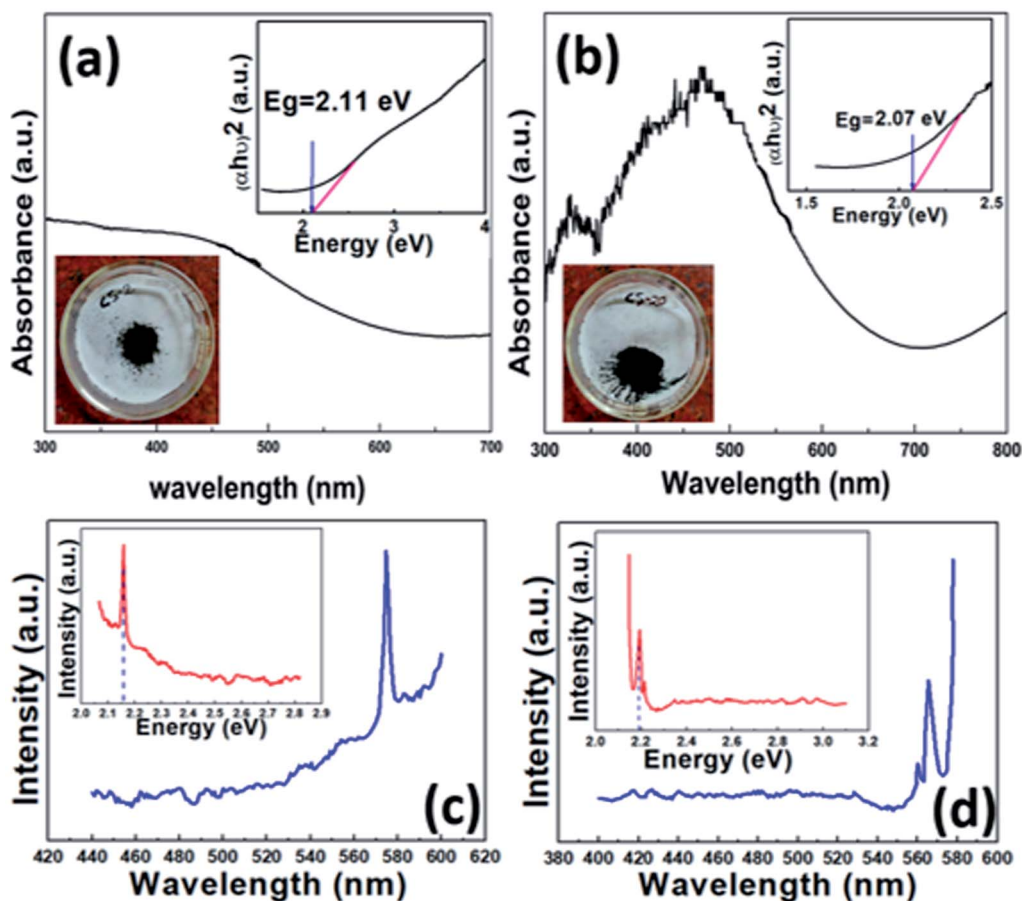 (a)
Absorbance (a.u.)
300 400 500 600 700
wavelength (nm)
(αhυ)2 (a.u.)
Eg=2.11 eV
2 3 4
Energy (eV)
(b)
Absorbance (a.u.)
300 400 500 600 700 800
Wavelength (nm)
(αhυ)2 (a.u.)
Eg=2.07 eV
1.5 2.0 2.5
Energy (eV)
(c)
Intensity (a.u.)
420 440 460 480 500 520 540 560 580 600 620
Wavelength (nm)
Intensity (a.u.)
2.0 2.1 2.2 2.3 2.4 2.5 2.6 2.7 2.8 2.9
Energy (eV)
(d)
Intensity (a.u.)
380 400 420 440 460 480 500 520 540 560 580 600
Wavelength (nm)
Intensity (a.u.)
2.0 2.2 2.4 2.6 2.8 3.0 3.2
Energy (eV)